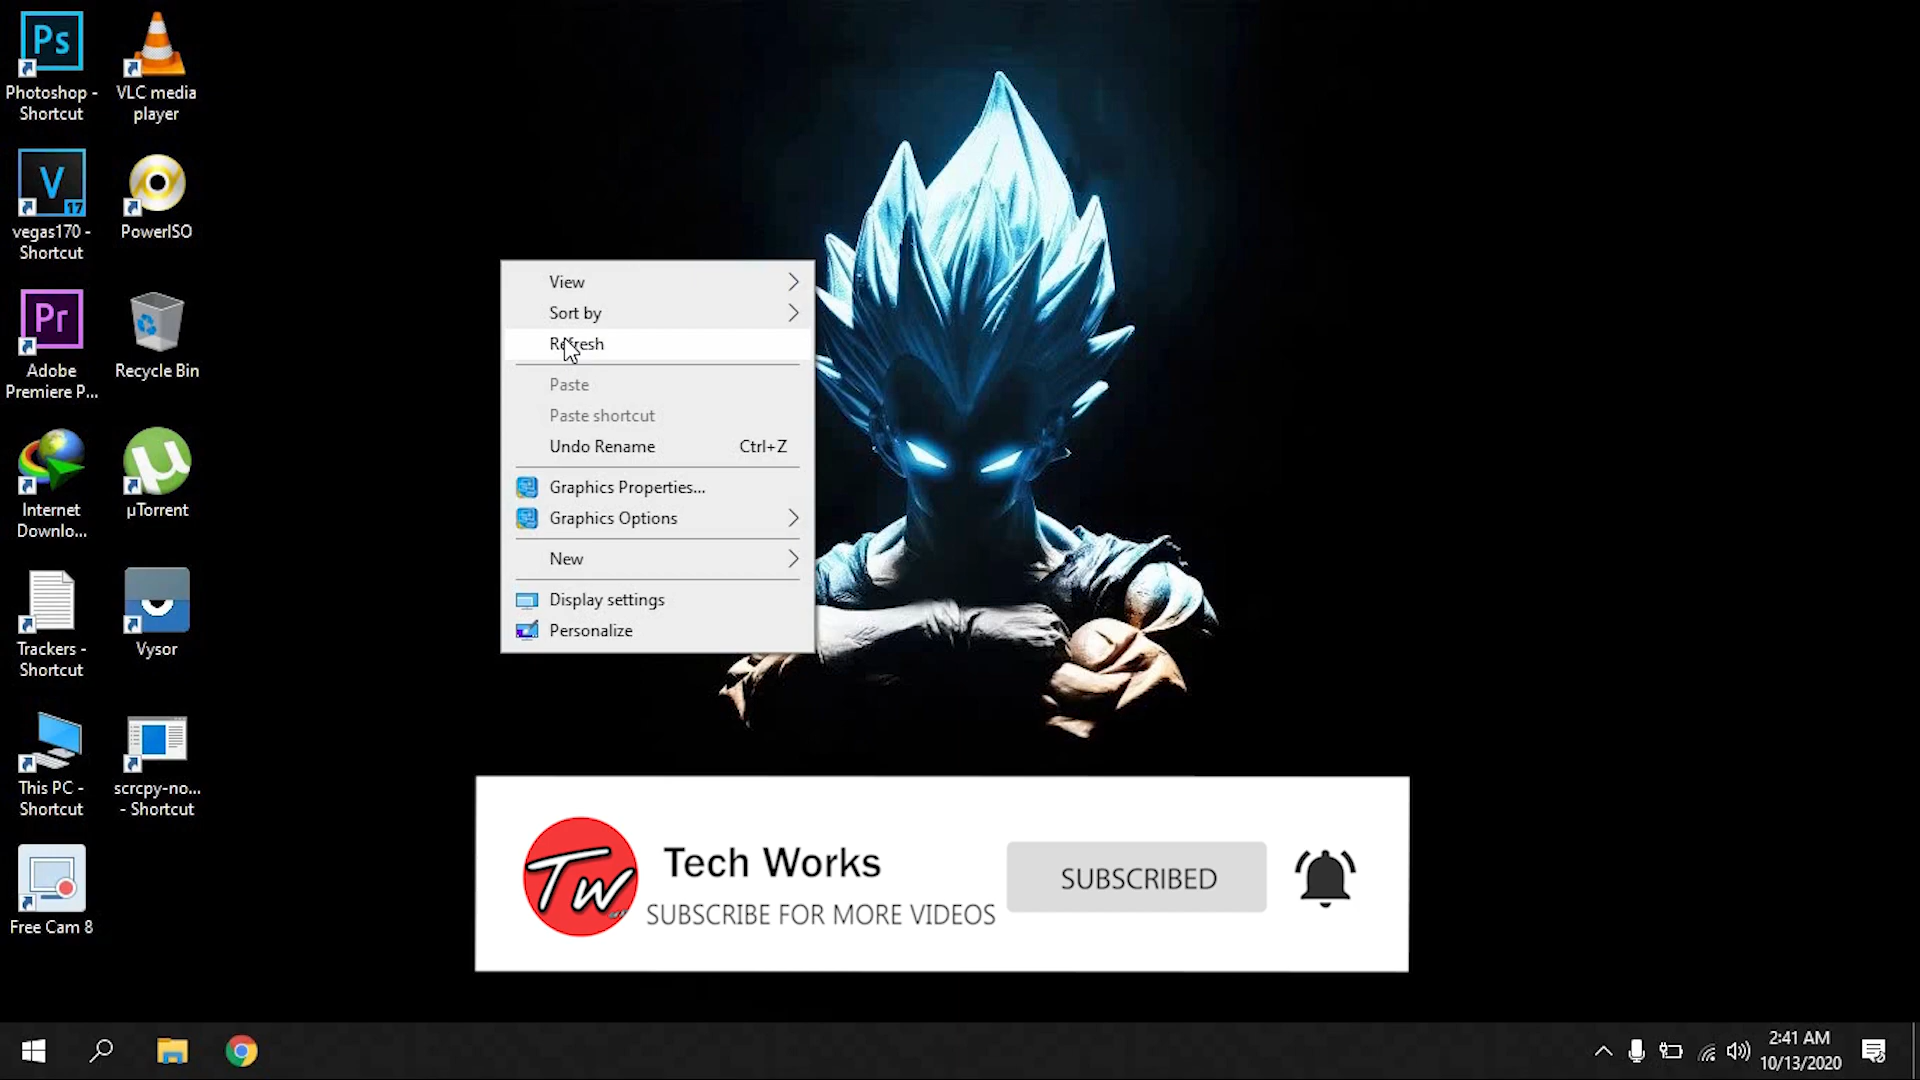 Ps
Photoshop -
Shortcut
VLC media
player
V
17
vegas170 -
Shortcut
PowerISO
Pr
Adobe
Premiere P...
Recycle Bin
Internet
Downlo...
µ
µTorrent
Trackers -
Shortcut
Vysor
This PC -
Shortcut
scrcpy-no...
- Shortcut
Free Cam 8
View
Sort by
Refresh
Paste
Paste shortcut
Undo Rename Ctrl+Z
Graphics Properties...
Graphics Options
New
Display settings
Personalize
Tw
Tech Works
SUBSCRIBE FOR MORE VIDEOS
SUBSCRIBED
2:41 AM
10/13/2020